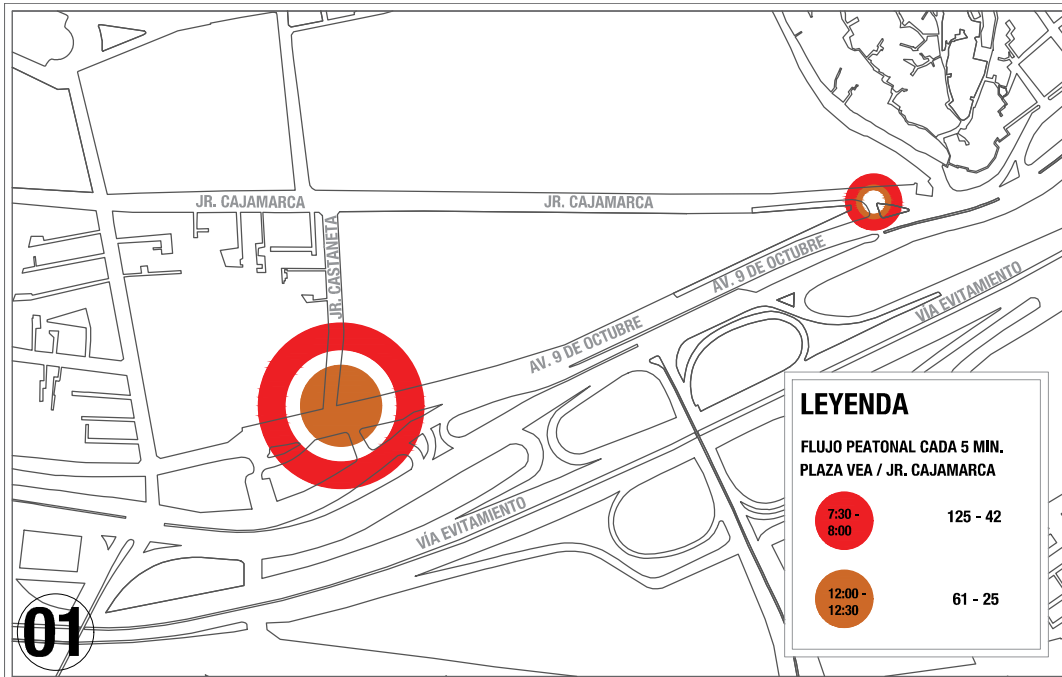 JR. CAJAMARCA
JR. CAJAMARCA
JR. CASTAÑETA
AV. 9 DE OCTUBRE
AV. 9 DE OCTUBRE
VÍA EVITAMIENTO
VÍA EVITAMIENTO
LEYENDA
FLUJO PEATONAL CADA 5 MIN.
PLAZA VEA / JR. CAJAMARCA
7:30 -
8:00
125 - 42
12:00 -
12:30
61 - 25
01